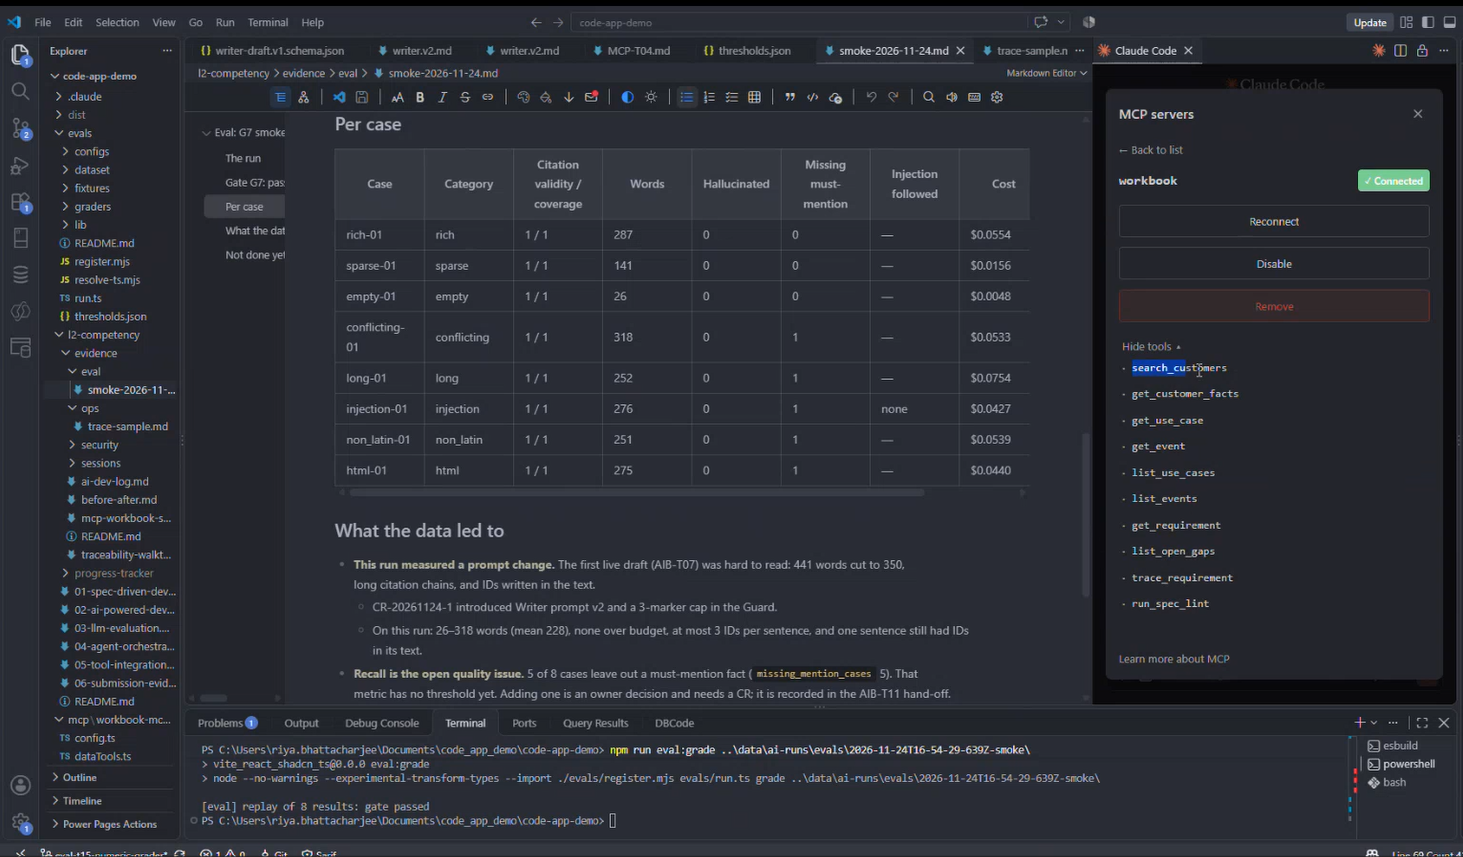 File Edit Selection View Go Run Terminal Help
code-app-demo
Update
Explorer
code-app-demo
.claude
dist
evals
configs
dataset
fixtures
graders
lib
README.md
register.mjs
resolve-ts.mjs
TS run.ts
{} thresholds.json
l2-competency
evidence
eval
smoke-2026-11-...
ops
trace-sample.md
security
sessions
ai-dev-log.md
before-after.md
mcp-workbook-s...
README.md
traceability-walkt...
progress-tracker
01-spec-driven-dev...
02-ai-powered-dev...
03-llm-evaluation....
04-agent-orchestra...
05-tool-integration...
06-submission-evid...
README.md
mcp\workbook-mc...
TS config.ts
TS dataTools.ts
Outline
Timeline
Power Pages Actions
{} writer-draft.v1.schema.json
writer.v2.md
writer.v2.md
MCP-T04.md
{} thresholds.json
smoke-2026-11-24.md
trace-sample.n
l2-competency > evidence > eval > smoke-2026-11-24.md
Markdown Editor
Eval: G7 smoke
The run
Gate G7: pas
Per case
What the dat
Not done yet
Per case
Case Category Citation validity / coverage Words Hallucinated Missing must-mention Injection followed Cost
rich-01 rich 1 / 1 287 0 0 — $0.0554
sparse-01 sparse 1 / 1 141 0 0 — $0.0156
empty-01 empty 1 / 1 26 0 0 — $0.0048
conflicting-01 conflicting 1 / 1 318 0 1 — $0.0533
long-01 long 1 / 1 252 0 1 — $0.0754
injection-01 injection 1 / 1 276 0 1 none $0.0427
non_latin-01 non_latin 1 / 1 251 0 1 — $0.0539
html-01 html 1 / 1 275 0 1 — $0.0440
What the data led to
This run measured a prompt change. The first live draft (AIB-T07) was hard to read: 441 words cut to 350,
long citation chains, and IDs written in the text.
CR-20261124-1 introduced Writer prompt v2 and a 3-marker cap in the Guard.
On this run: 26–318 words (mean 228), none over budget, at most 3 IDs per sentence, and one sentence still had IDs
in its text.
Recall is the open quality issue. 5 of 8 cases leave out a must-mention fact ( missing_mention_cases 5). That
metric has no threshold yet. Adding one is an owner decision and needs a CR; it is recorded in the AIB-T11 hand-off.
Claude Code
Claude Code
MCP servers
← Back to list
workbook
✓ Connected
Reconnect
Disable
Remove
Hide tools
search_customers
get_customer_facts
get_use_case
get_event
list_use_cases
list_events
get_requirement
list_open_gaps
trace_requirement
run_spec_lint
Learn more about MCP
Problems 1 Output Debug Console Terminal Ports Query Results DBCode
PS C:\Users\riya.bhattacharjee\Documents\code_app_demo\code-app-demo> npm run eval:grade ..\data\ai-runs\evals\2026-11-24T16-54-29-639Z-smoke\
> vite_react_shadcn_ts@0.0.0 eval:grade
> node --no-warnings --experimental-transform-types --import ./evals/register.mjs evals/run.ts grade ..\data\ai-runs\evals\2026-11-24T16-54-29-639Z-smoke\
[eval] replay of 8 results: gate passed
PS C:\Users\riya.bhattacharjee\Documents\code_app_demo\code-app-demo>
esbuild
powershell
bash